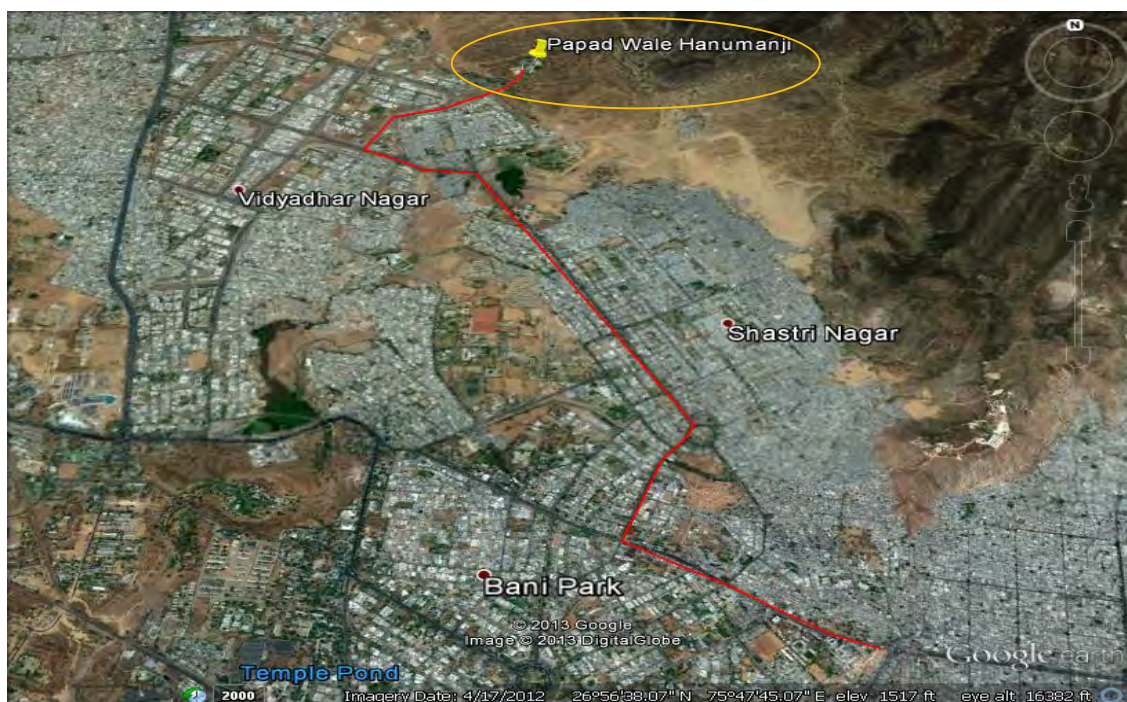 N
Papad Wale Hanumanji
Vidyadhar Nagar
Shastri Nagar
Bani Park
© 2013 Google
Image © 2013 DigitalGlobe
Google earth
Temple Pond
2000
Imagery Date: 4/17/2012 26°56'38.07" N 75°47'45.07" E elev 1517 ft eye alt 16382 ft